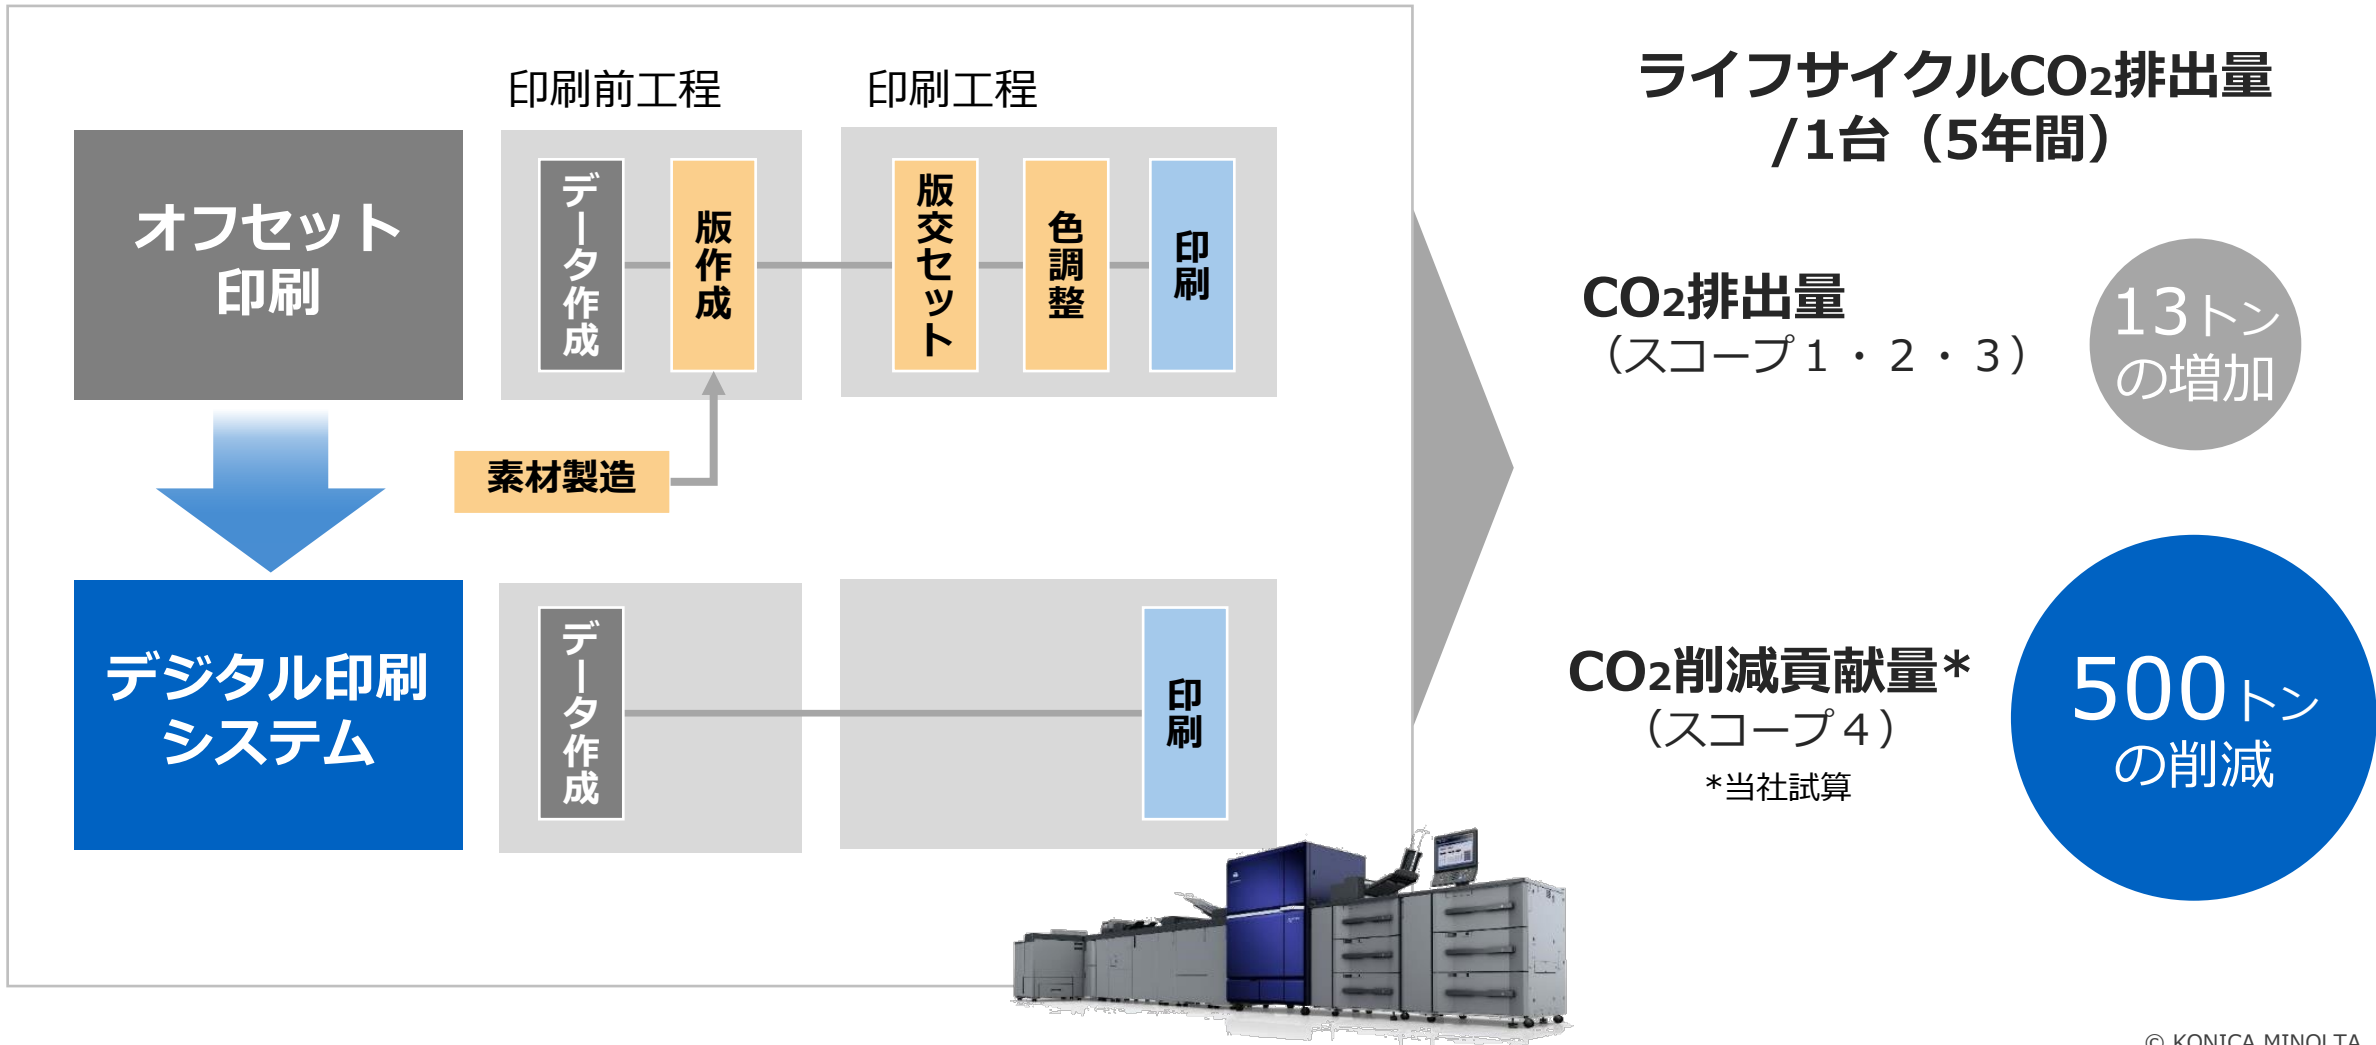 印刷前工程
印刷工程
オフセット
印刷
データ作成
版作成
版交セット
色調整
印刷
素材製造
デジタル印刷
システム
データ作成
印刷
ライフサイクルCO2排出量
/1台（5年間）
CO2排出量
（スコープ１・２・３）
13トン
の増加
CO2削減貢献量*
（スコープ４）
*当社試算
500トン
の削減
© KONICA MINOLTA